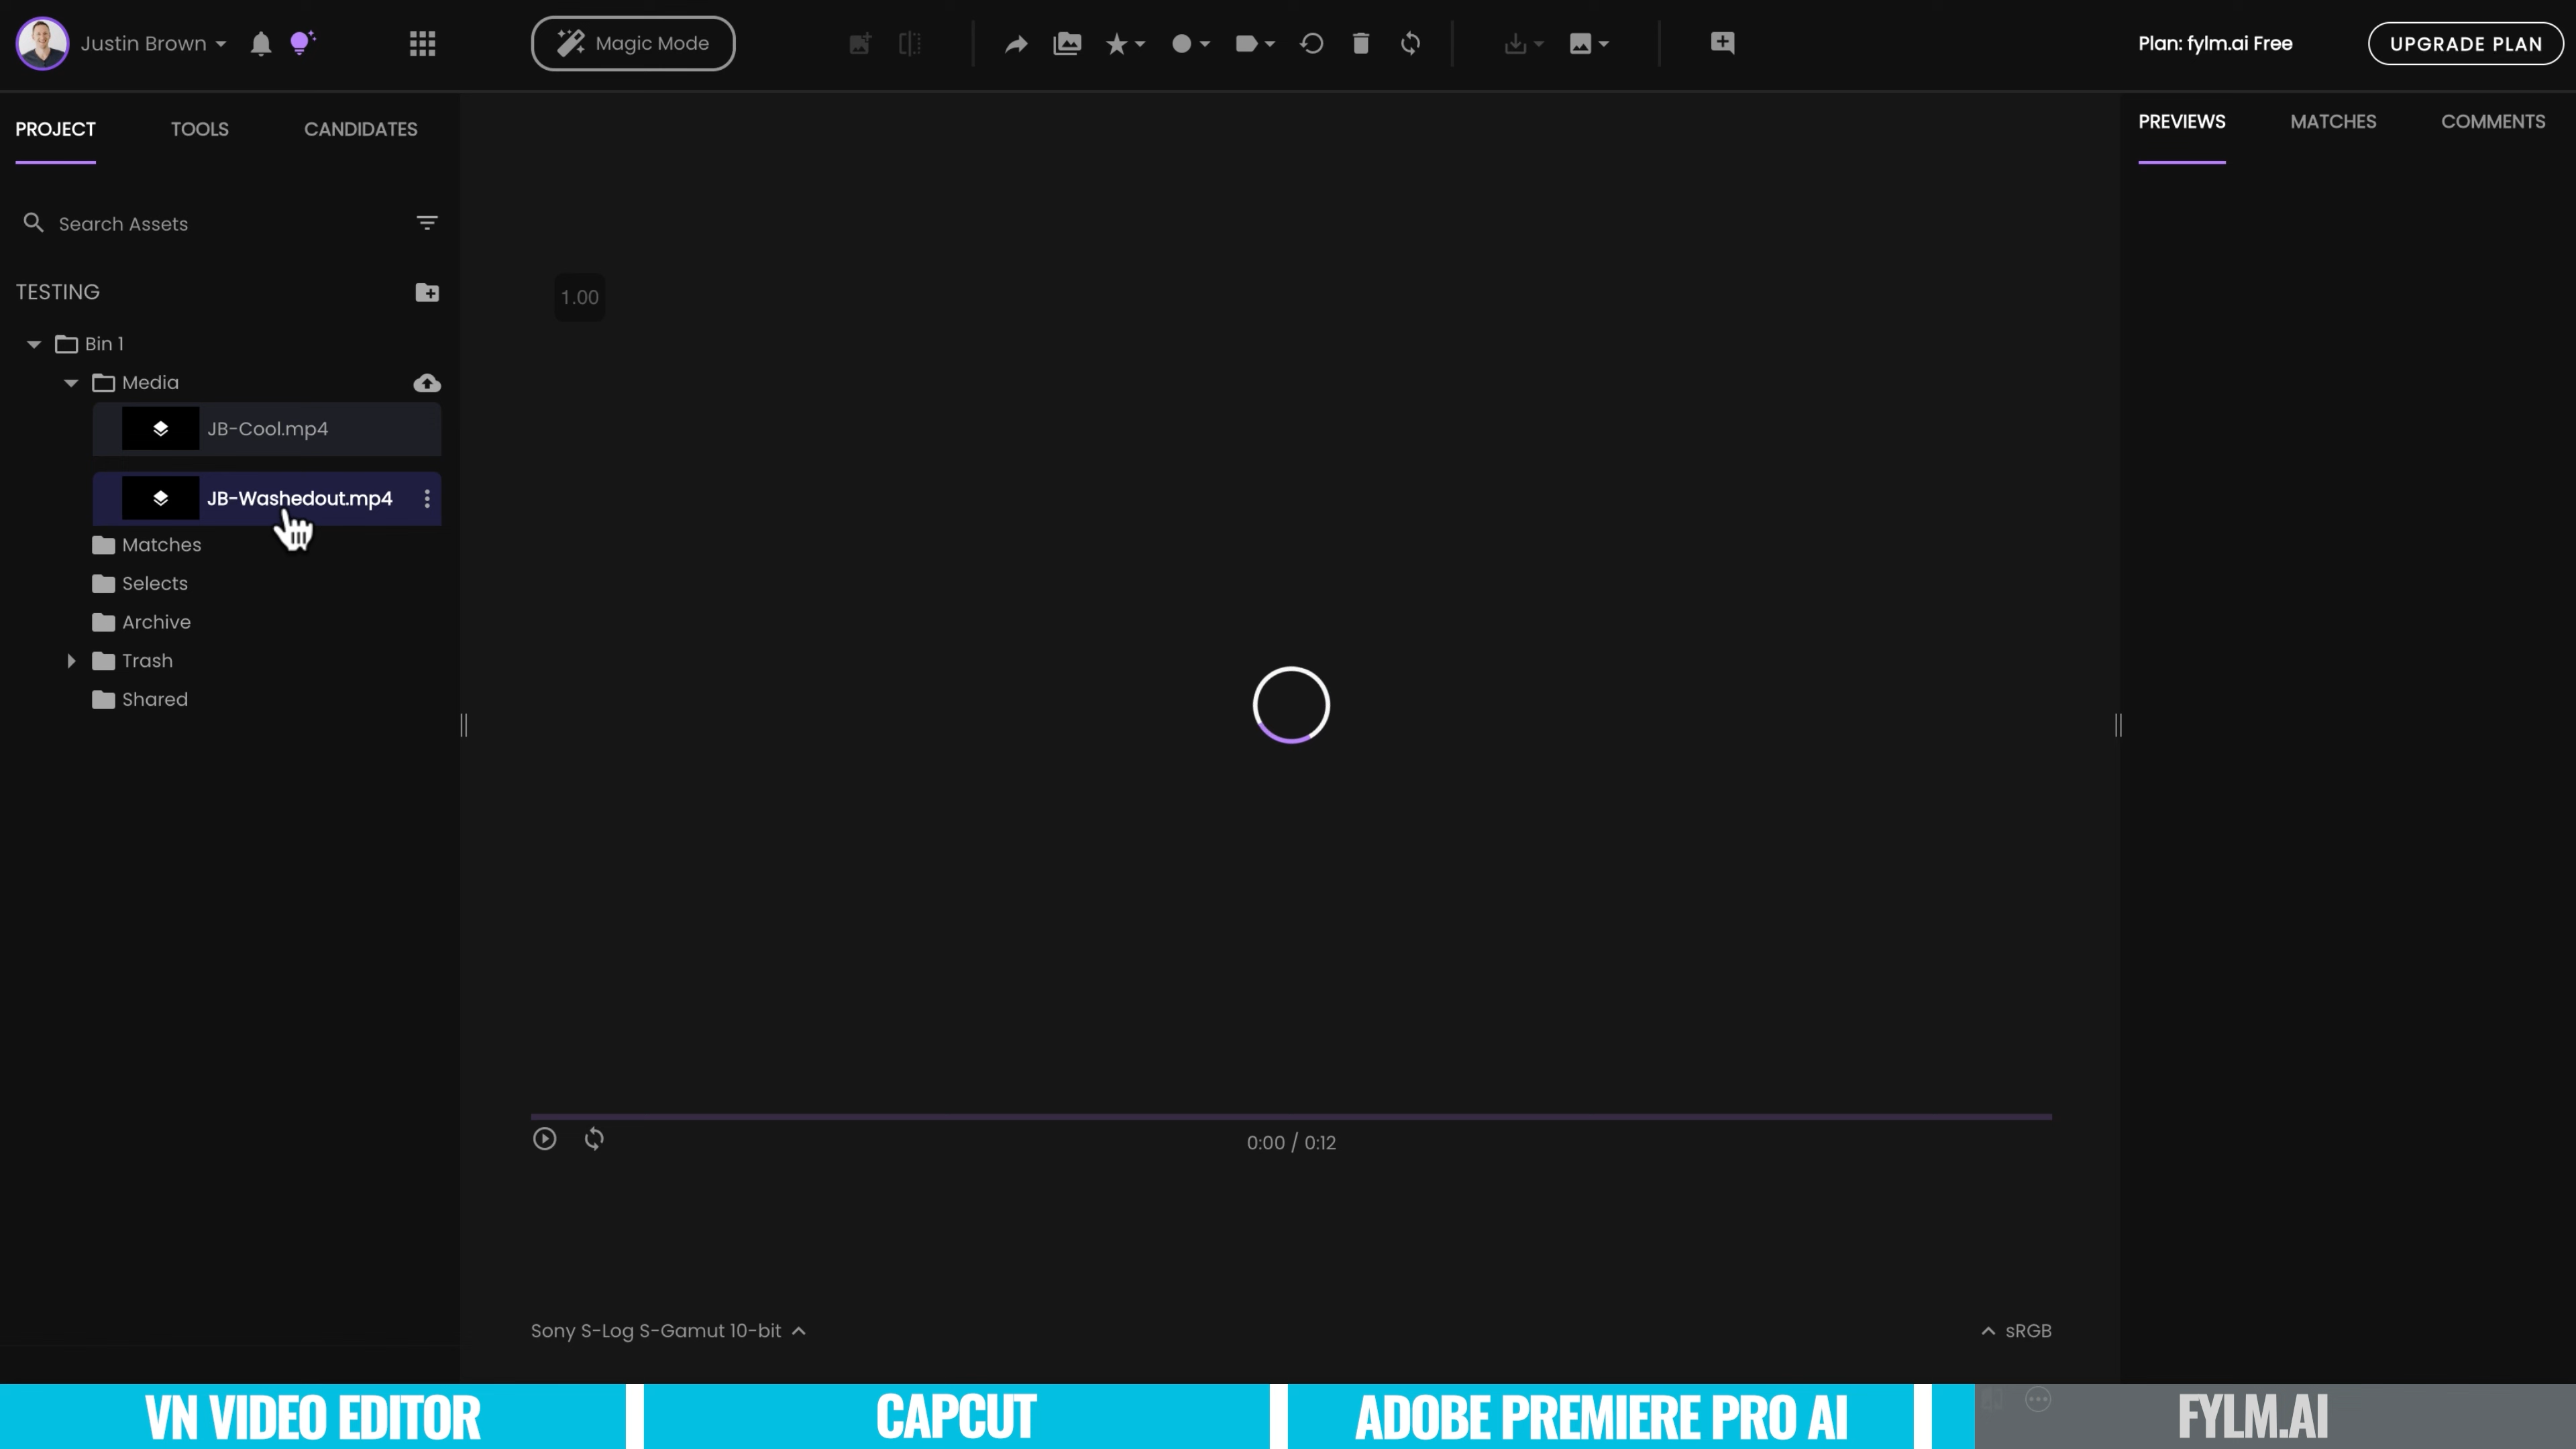 Justin Brown
Magic Mode
Plan: fylm.ai Free
UPGRADE PLAN
PROJECT
TOOLS
CANDIDATES
PREVIEWS
MATCHES
COMMENTS
Search Assets
TESTING
1.00
Bin 1
Media
JB-Cool.mp4
JB-Washedout.mp4
Matches
Selects
Archive
Trash
Shared
0:00 / 0:12
Sony S-Log S-Gamut 10-bit
sRGB
VN VIDEO EDITOR
CAPCUT
ADOBE PREMIERE PRO AI
FYLM.AI